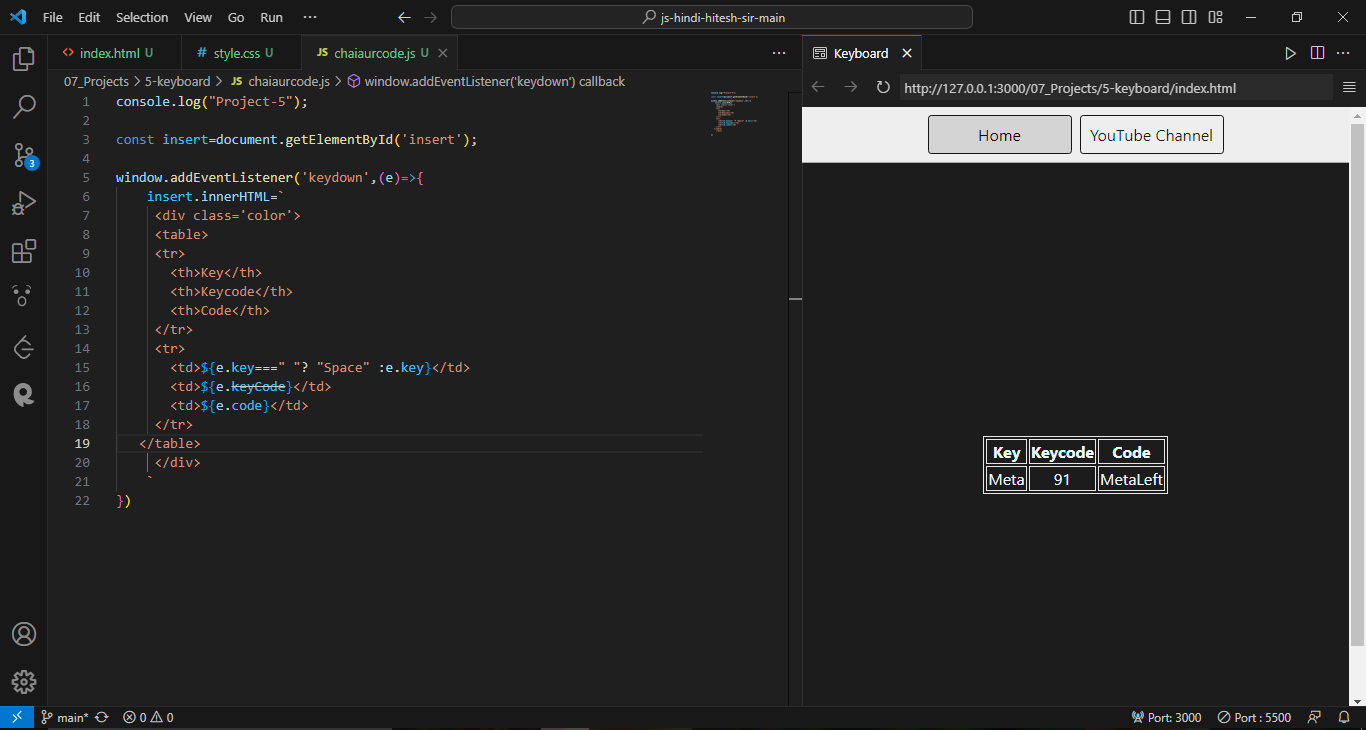 File Edit Selection View Go Run ···
js-hindi-hitesh-sir-main
index.html U
# style.css U
JS chaiaurcode.js U
Keyboard
07_Projects > 5-keyboard > JS chaiaurcode.js > window.addEventListener('keydown') callback
http://127.0.0.1:3000/07_Projects/5-keyboard/index.html
1 console.log("Project-5");
2
3 const insert=document.getElementById('insert');
4
5 window.addEventListener('keydown',(e)=>{
6 insert.innerHTML=`
7 <div class='color'>
8 <table>
9 <tr>
10 <th>Key</th>
11 <th>Keycode</th>
12 <th>Code</th>
13 </tr>
14 <tr>
15 <td>${e.key===" "? "Space" :e.key}</td>
16 <td>${e.keyCode}</td>
17 <td>${e.code}</td>
18 </tr>
19 </table>
20 </div>
21 `
22 })
Home YouTube Channel
Key Keycode Code
Meta 91 MetaLeft
3
main* 0 0
Port: 3000 Port : 5500